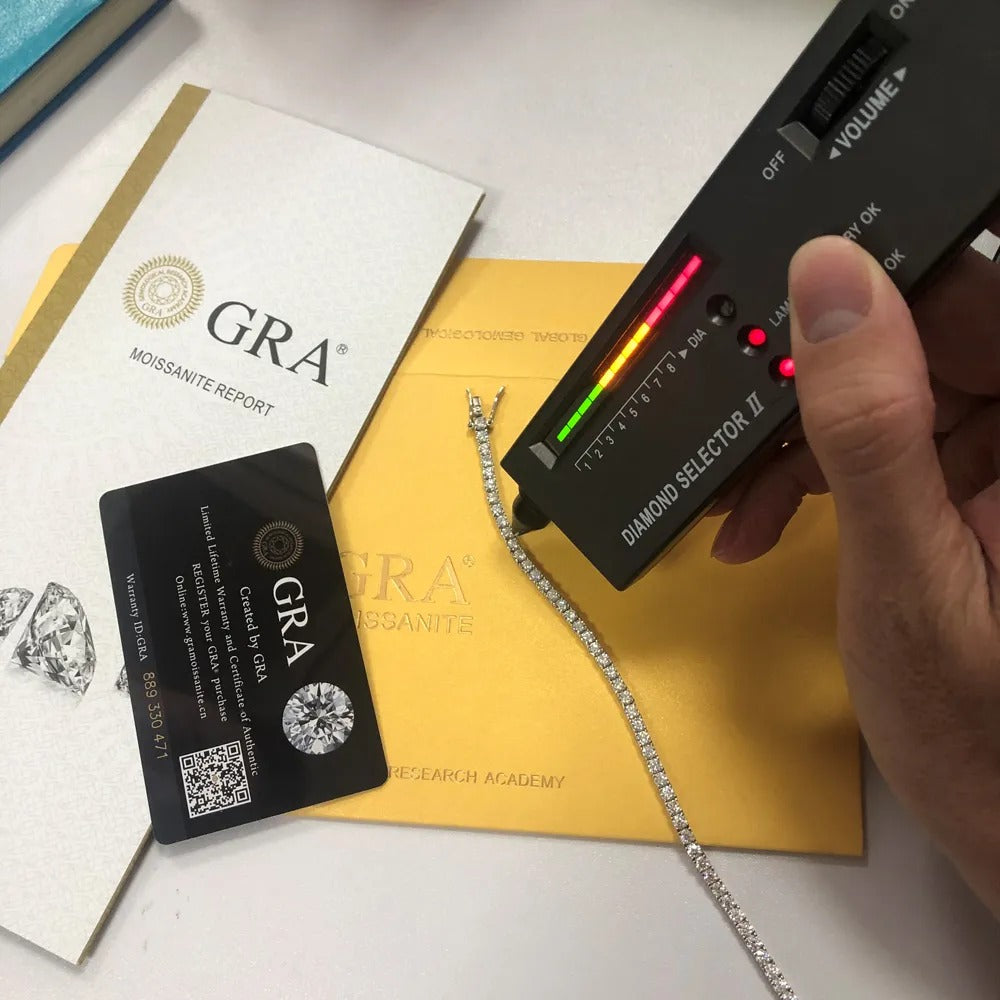 GRA®
MOISSANITE REPORT
GRA
Created by GRA
Limited Lifetime Warranty and Certificate of Authentic
REGISTER your GRA® purchase
Online:www.gramoissanite.cn
Warranty ID:GRA 889 330 471
GLOBAL GEMOLOGICAL
GRA®
RESEARCH ACADEMY
OFF
◀VOLUME▶
OK
OK
1 2 3 4 5 6 7 8 ▶ DIA
DIAMOND SELECTOR II